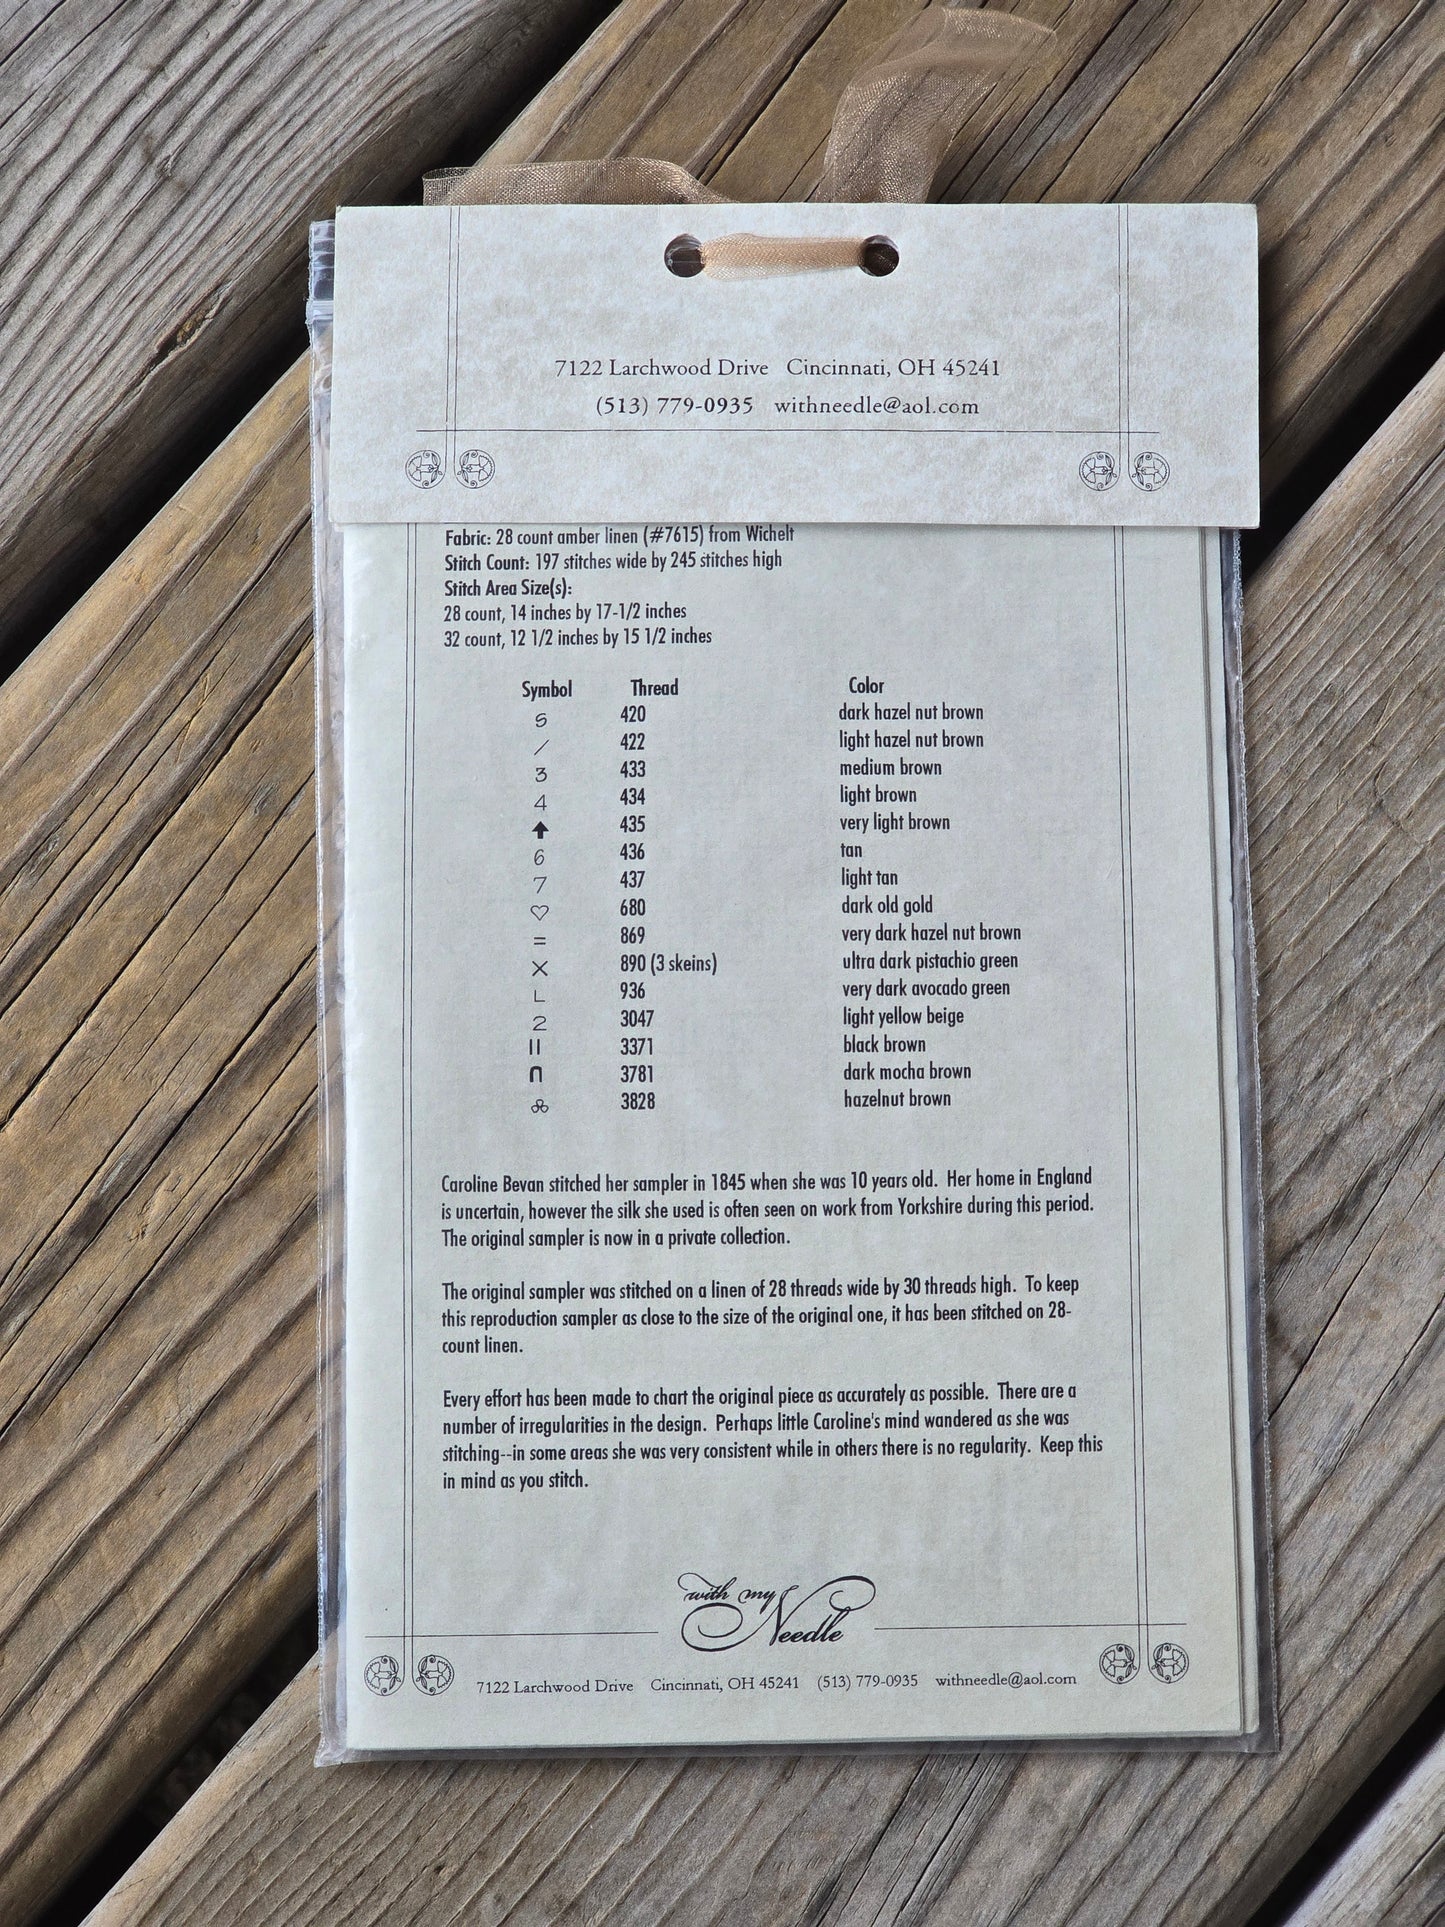 7122 Larchwood Drive Cincinnati, OH 45241
(513) 779-0935 withneedle@aol.com
Fabric: 28 count amber linen (#7615) from Wichelt
Stitch Count: 197 stitches wide by 245 stitches high
Stitch Area Size(s):
28 count, 14 inches by 17-1/2 inches
32 count, 12 1/2 inches by 15 1/2 inches
Symbol Thread Color
S 420 dark hazel nut brown
/ 422 light hazel nut brown
3 433 medium brown
4 434 light brown
🡅 435 very light brown
6 436 tan
7 437 light tan
♡ 680 dark old gold
= 869 very dark hazel nut brown
X 890 (3 skeins) ultra dark pistachio green
L 936 very dark avocado green
2 3047 light yellow beige
II 3371 black brown
∩ 3781 dark mocha brown
3828 hazelnut brown
Caroline Bevan stitched her sampler in 1845 when she was 10 years old. Her home in England
is uncertain, however the silk she used is often seen on work from Yorkshire during this period.
The original sampler is now in a private collection.
The original sampler was stitched on a linen of 28 threads wide by 30 threads high. To keep
this reproduction sampler as close to the size of the original one, it has been stitched on 28-
count linen.
Every effort has been made to chart the original piece as accurately as possible. There are a
number of irregularities in the design. Perhaps little Caroline's mind wandered as she was
stitching--in some areas she was very consistent while in others there is no regularity. Keep this
in mind as you stitch.
with my
Needle
7122 Larchwood Drive Cincinnati, OH 45241 (513) 779-0935 withneedle@aol.com